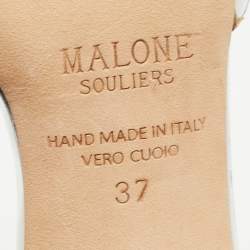 MALONE
SOULIERS
HAND MADE IN ITALY
VERO CUOIO
37